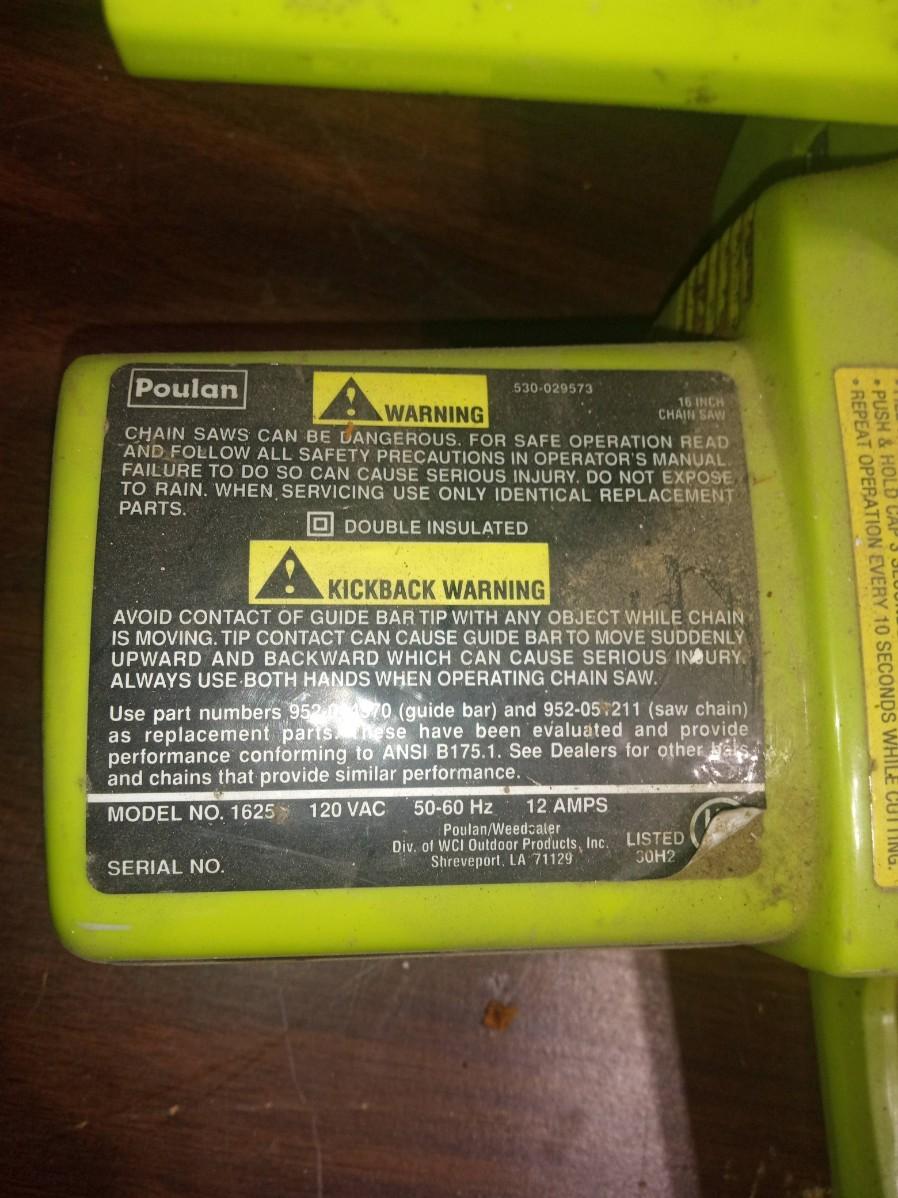 Poulan
WARNING
530-029573
16 INCH
CHAIN SAW
CHAIN SAWS CAN BE DANGEROUS. FOR SAFE OPERATION READ
AND FOLLOW ALL SAFETY PRECAUTIONS IN OPERATOR'S MANUAL.
FAILURE TO DO SO CAN CAUSE SERIOUS INJURY. DO NOT EXPOSE
TO RAIN. WHEN SERVICING USE ONLY IDENTICAL REPLACEMENT
PARTS.
DOUBLE INSULATED
KICKBACK WARNING
AVOID CONTACT OF GUIDE BAR TIP WITH ANY OBJECT WHILE CHAIN
IS MOVING. TIP CONTACT CAN CAUSE GUIDE BAR TO MOVE SUDDENLY
UPWARD AND BACKWARD WHICH CAN CAUSE SERIOUS INJURY.
ALWAYS USE BOTH HANDS WHEN OPERATING CHAIN SAW.
Use part numbers (guide bar) and (saw chain)
as replacement parts. These have been evaluated and provide
performance conforming to ANSI B175.1. See Dealers for other bars
and chains that provide similar performance.
MODEL NO. 1625 120 VAC 50-60 Hz 12 AMPS
Poulan/Weedeater
Div. of WCI Outdoor Products, Inc.
Shreveport, LA 71129
LISTED
SERIAL NO.
• PUSH & HOLD CAP 3
• REPEAT OPERATION EVERY 10 SECONDS WHILE CUTTING.